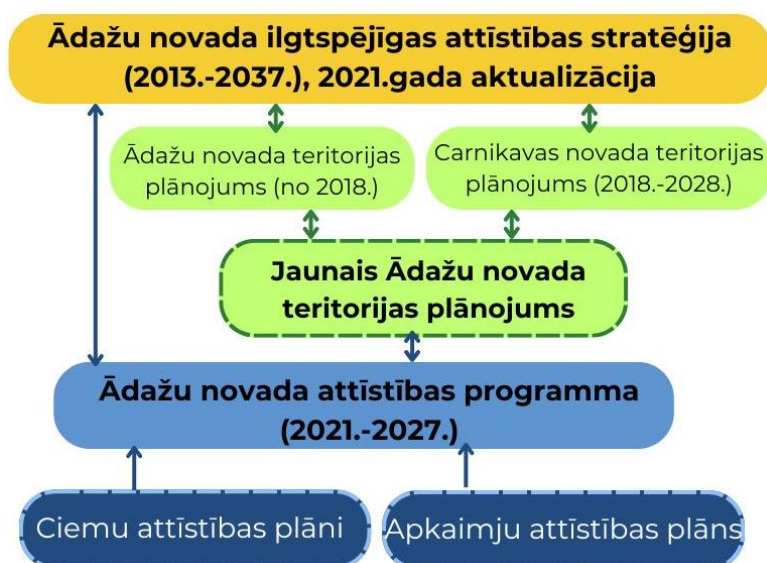 Ādažu novada ilgtspējīgas attīstības stratēģija
(2013.-2037.), 2021.gada aktualizācija
Ādažu novada teritorijas
plānojums (no 2018.)
Carnikavas novada teritorijas
plānojums (2018.-2028.)
Jaunais Ādažu novada
teritorijas plānojums
Ādažu novada attīstības programma
(2021.-2027.)
Ciemu attīstības plāni
Apkaimju attīstības plāns